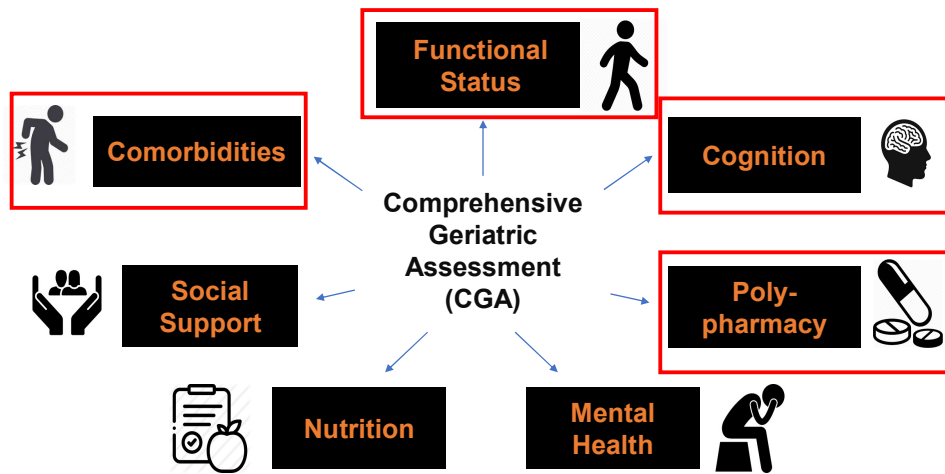 Functional
Status
Comorbidities
Cognition
Comprehensive
Geriatric
Assessment
(CGA)
Social
Support
Poly-
pharmacy
Nutrition
Mental
Health